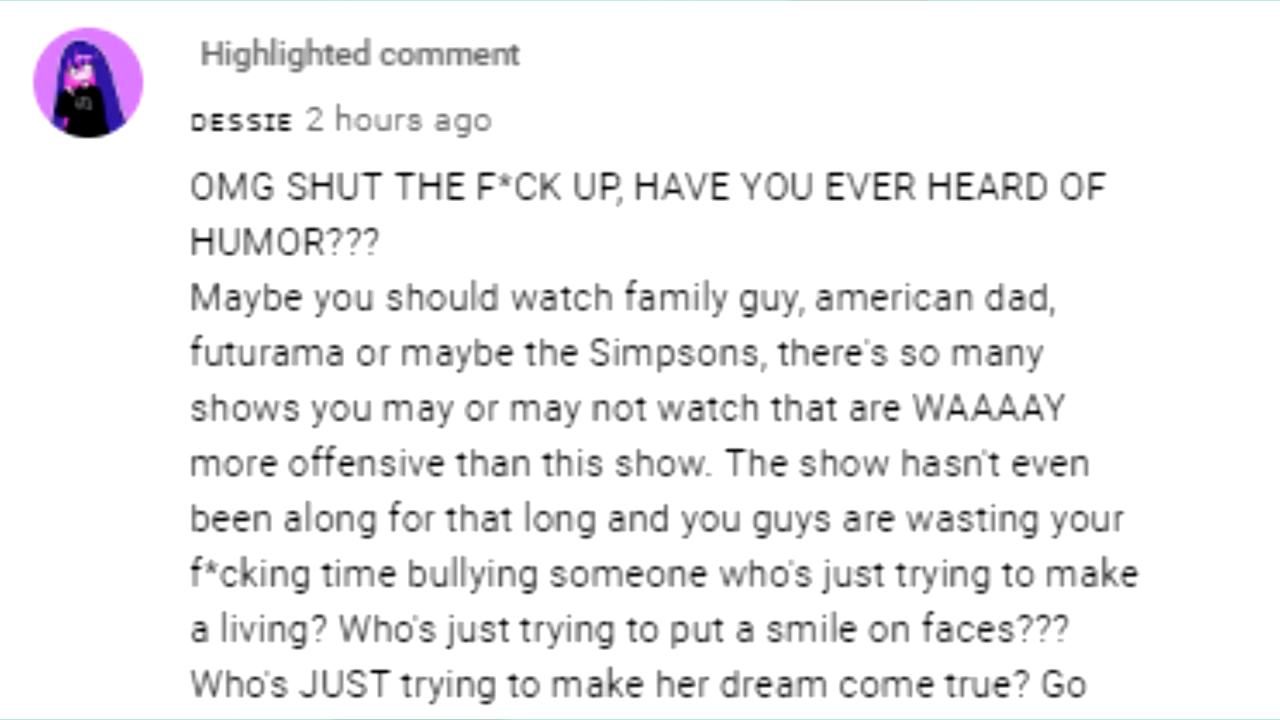 Highlighted comment
DESSIE 2 hours ago
OMG SHUT THE F*CK UP, HAVE YOU EVER HEARD OF
HUMOR???
Maybe you should watch family guy, american dad,
futurama or maybe the Simpsons, there's so many
shows you may or may not watch that are WAAAAY
more offensive than this show. The show hasn't even
been along for that long and you guys are wasting your
f*cking time bullying someone who's just trying to make
a living? Who's just trying to put a smile on faces???
Who's JUST trying to make her dream come true? Go